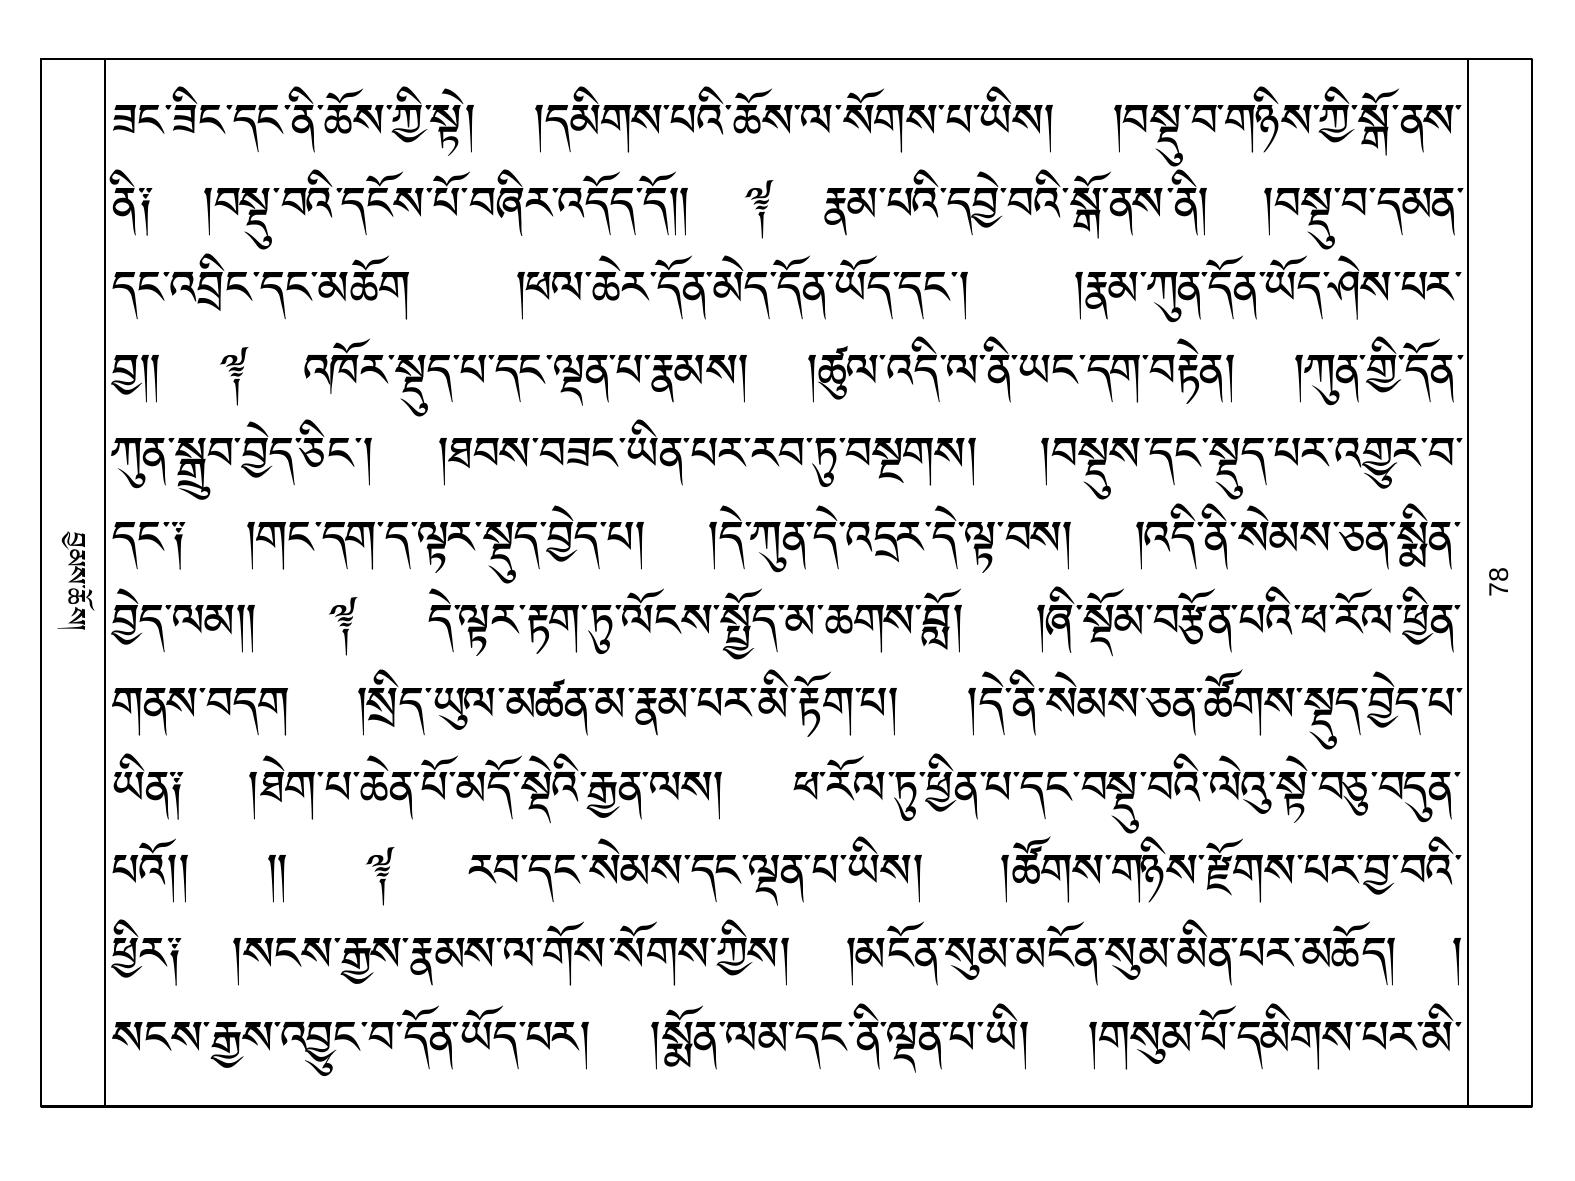 ཟང་ཟིང་དང་ནི་ཆོས་ཀྱི་སྟེ། །དམིགས་པའི་ཆོས་ལ་སོགས་པ་ཡིས། །བསྡུ་བ་གཉིས་ཀྱི་སྒོ་ནས་
ནི༔ །བསྡུ་བའི་དངོས་པོ་བཞིར་འདོད་དོ།། ༈ རྣམ་པའི་དབྱེ་བའི་སྒོ་ནས་ནི། །བསྡུ་བ་དམན་
དང་འབྲིང་དང་མཆོག །ཕལ་ཆེར་དོན་མེད་དོན་ཡོད་དང་། །རྣམ་ཀུན་དོན་ཡོད་ཤེས་པར་
བྱ།། ༈ འཁོར་སྡུད་པ་དང་ལྡན་པ་རྣམས། །ཚུལ་འདི་ལ་ནི་ཡང་དག་བརྟེན། །ཀུན་གྱི་དོན་
ཀུན་སྒྲུབ་བྱེད་ཅིང་། །ཐབས་བཟང་ཡིན་པར་རབ་ཏུ་བསྔགས། །བསྡུས་དང་སྡུད་པར་འགྱུར་བ་
དང་༔ །གང་དག་ད་ལྟར་སྡུད་བྱེད་པ། །དེ་ཀུན་དེ་འདྲར་དེ་ལྟ་བས། །འདི་ནི་སེམས་ཅན་སྨིན་
བྱེད་ལམ།། ༈ དེ་ལྟར་རྟག་ཏུ་ལོངས་སྤྱོད་མ་ཆགས་བློ། །ཞི་སྡོམ་བརྩོན་པའི་ཕ་རོལ་ཕྱིན་
གནས་བདག །སྲིད་ཡུལ་མཚན་མ་རྣམ་པར་མི་རྟོག་པ། །དེ་ནི་སེམས་ཅན་ཚོགས་སྡུད་བྱེད་པ་
ཡིན༔ །ཐེག་པ་ཆེན་པོ་མདོ་སྡེའི་རྒྱན་ལས། ཕ་རོལ་ཏུ་ཕྱིན་པ་དང་བསྡུ་བའི་ལེའུ་སྟེ་བཅུ་བདུན་
པའོ།། །། ༈ རབ་དང་སེམས་དང་ལྡན་པ་ཡིས། །ཚོགས་གཉིས་རྫོགས་པར་བྱ་བའི་
ཕྱིར༔ །སངས་རྒྱས་རྣམས་ལ་གོས་སོགས་ཀྱིས། །མངོན་སུམ་མངོན་སུམ་མིན་པར་མཆོད། །
སངས་རྒྱས་འབྱུང་བ་དོན་ཡོད་པར། །སྨོན་ལམ་དང་ནི་ལྡན་པ་ཡི། །གསུམ་པོ་དམིགས་པར་མི་
བྱམས་ཆོས།
78